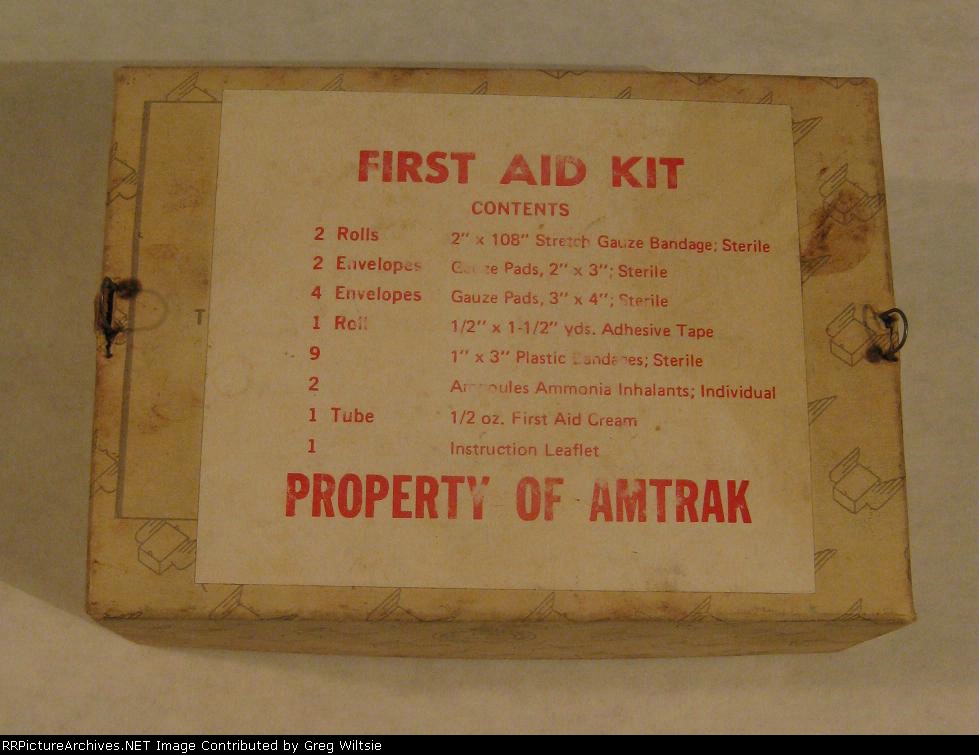 FIRST AID KIT
CONTENTS
2 Rolls 2" x 108" Stretch Gauze Bandage; Sterile
2 Envelopes Gauze Pads, 2" x 3"; Sterile
4 Envelopes Gauze Pads, 3" x 4"; Sterile
1 Roll 1/2" x 1-1/2" yds. Adhesive Tape
9 1" x 3" Plastic Bandages; Sterile
2 Ampoules Ammonia Inhalants; Individual
1 Tube 1/2 oz. First Aid Cream
1 Instruction Leaflet
PROPERTY OF AMTRAK
T
RRPictureArchives.NET Image Contributed by Greg Wiltsie